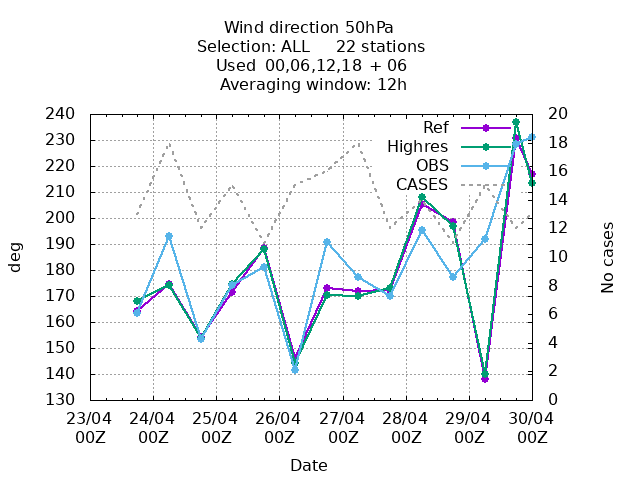 Wind direction 50hPa
Selection: ALL 22 stations
Used 00,06,12,18 + 06
Averaging window: 12h
240
230
220
210
200
190
180
170
160
150
140
130
deg
Ref
Highres
OBS
CASES
20
18
16
14
12
10
8
6
4
2
0
No cases
23/04 24/04 25/04 26/04 27/04 28/04 29/04 30/04
00Z 00Z 00Z 00Z 00Z 00Z 00Z 00Z
Date